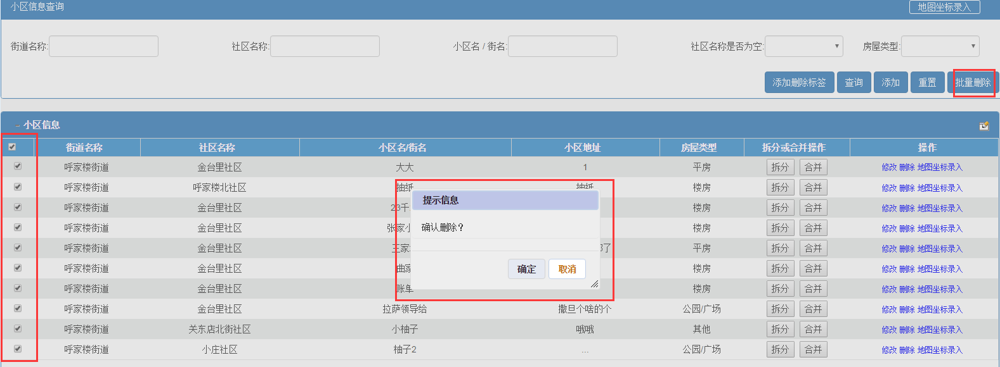 小区信息查询 地图坐标录入
街道名称: 社区名称: 小区名 / 街名: 社区名称是否为空: 房屋类型:
添加删除标签 查询 添加 重置 批量删除
小区信息
街道名称 社区名称 小区名/街名 小区地址 房屋类型 拆分或合并操作 操作
呼家楼街道 金台里社区 大大 1 平房 拆分 合并 修改 删除 地图坐标录入
呼家楼街道 呼家楼北社区 抽纸 抽纸 楼房 拆分 合并 修改 删除 地图坐标录入
呼家楼街道 金台里社区 23千 楼房 拆分 合并 修改 删除 地图坐标录入
呼家楼街道 金台里社区 张家小 楼房 拆分 合并 修改 删除 地图坐标录入
呼家楼街道 金台里社区 王家 了 平房 拆分 合并 修改 删除 地图坐标录入
呼家楼街道 金台里社区 曲家 楼房 拆分 合并 修改 删除 地图坐标录入
呼家楼街道 金台里社区 账单 楼房 拆分 合并 修改 删除 地图坐标录入
呼家楼街道 金台里社区 拉萨领导给 撒旦个啥的个 公园/广场 拆分 合并 修改 删除 地图坐标录入
呼家楼街道 关东店北街社区 小柚子 哦哦 其他 拆分 合并 修改 删除 地图坐标录入
呼家楼街道 小庄社区 柚子2 ... 公园/广场 拆分 合并 修改 删除 地图坐标录入
提示信息
确认删除？
确定 取消